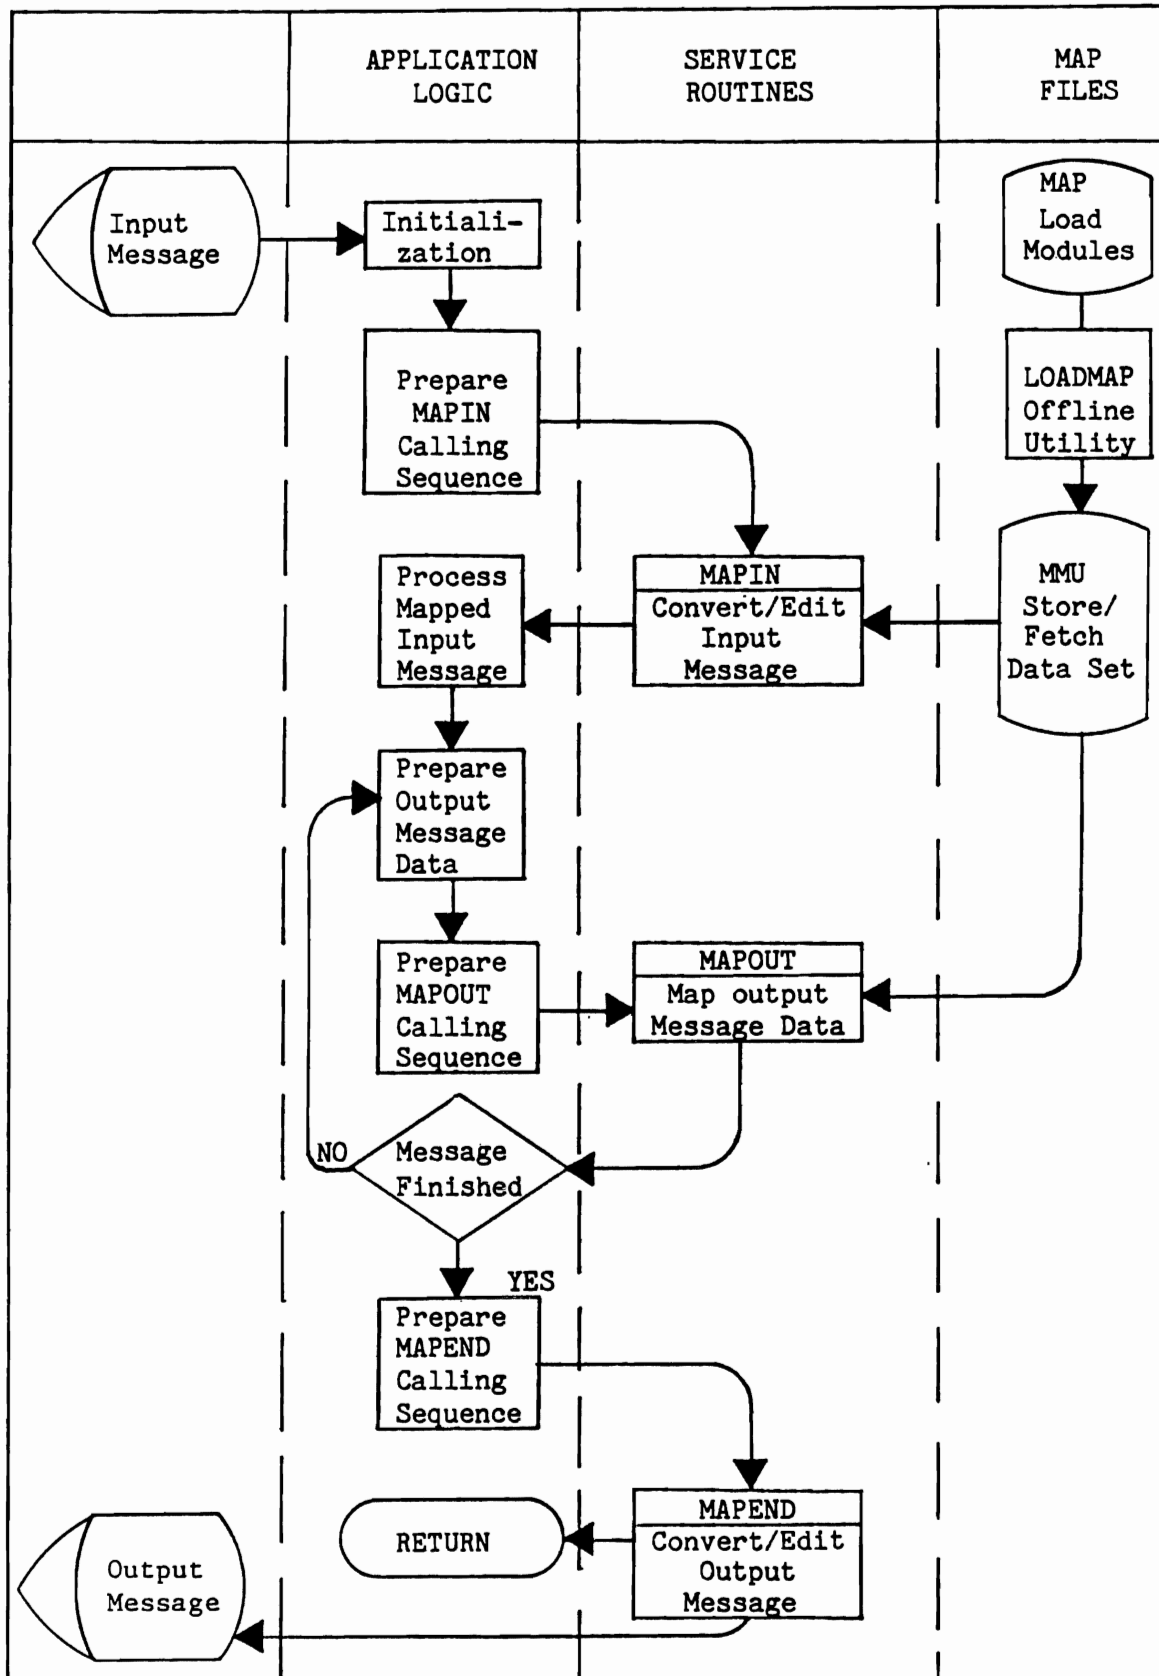 APPLICATION
LOGIC
SERVICE
ROUTINES
MAP
FILES
Input
Message
Initiali-
zation
MAP
Load
Modules
Prepare
MAPIN
Calling
Sequence
LOADMAP
Offline
Utility
Process
Mapped
Input
Message
MAPIN
Convert/Edit
Input
Message
MMU
Store/
Fetch
Data Set
Prepare
Output
Message
Data
Prepare
MAPOUT
Calling
Sequence
MAPOUT
Map output
Message Data
NO
Message
Finished
YES
Prepare
MAPEND
Calling
Sequence
RETURN
MAPEND
Convert/Edit
Output
Message
Output
Message